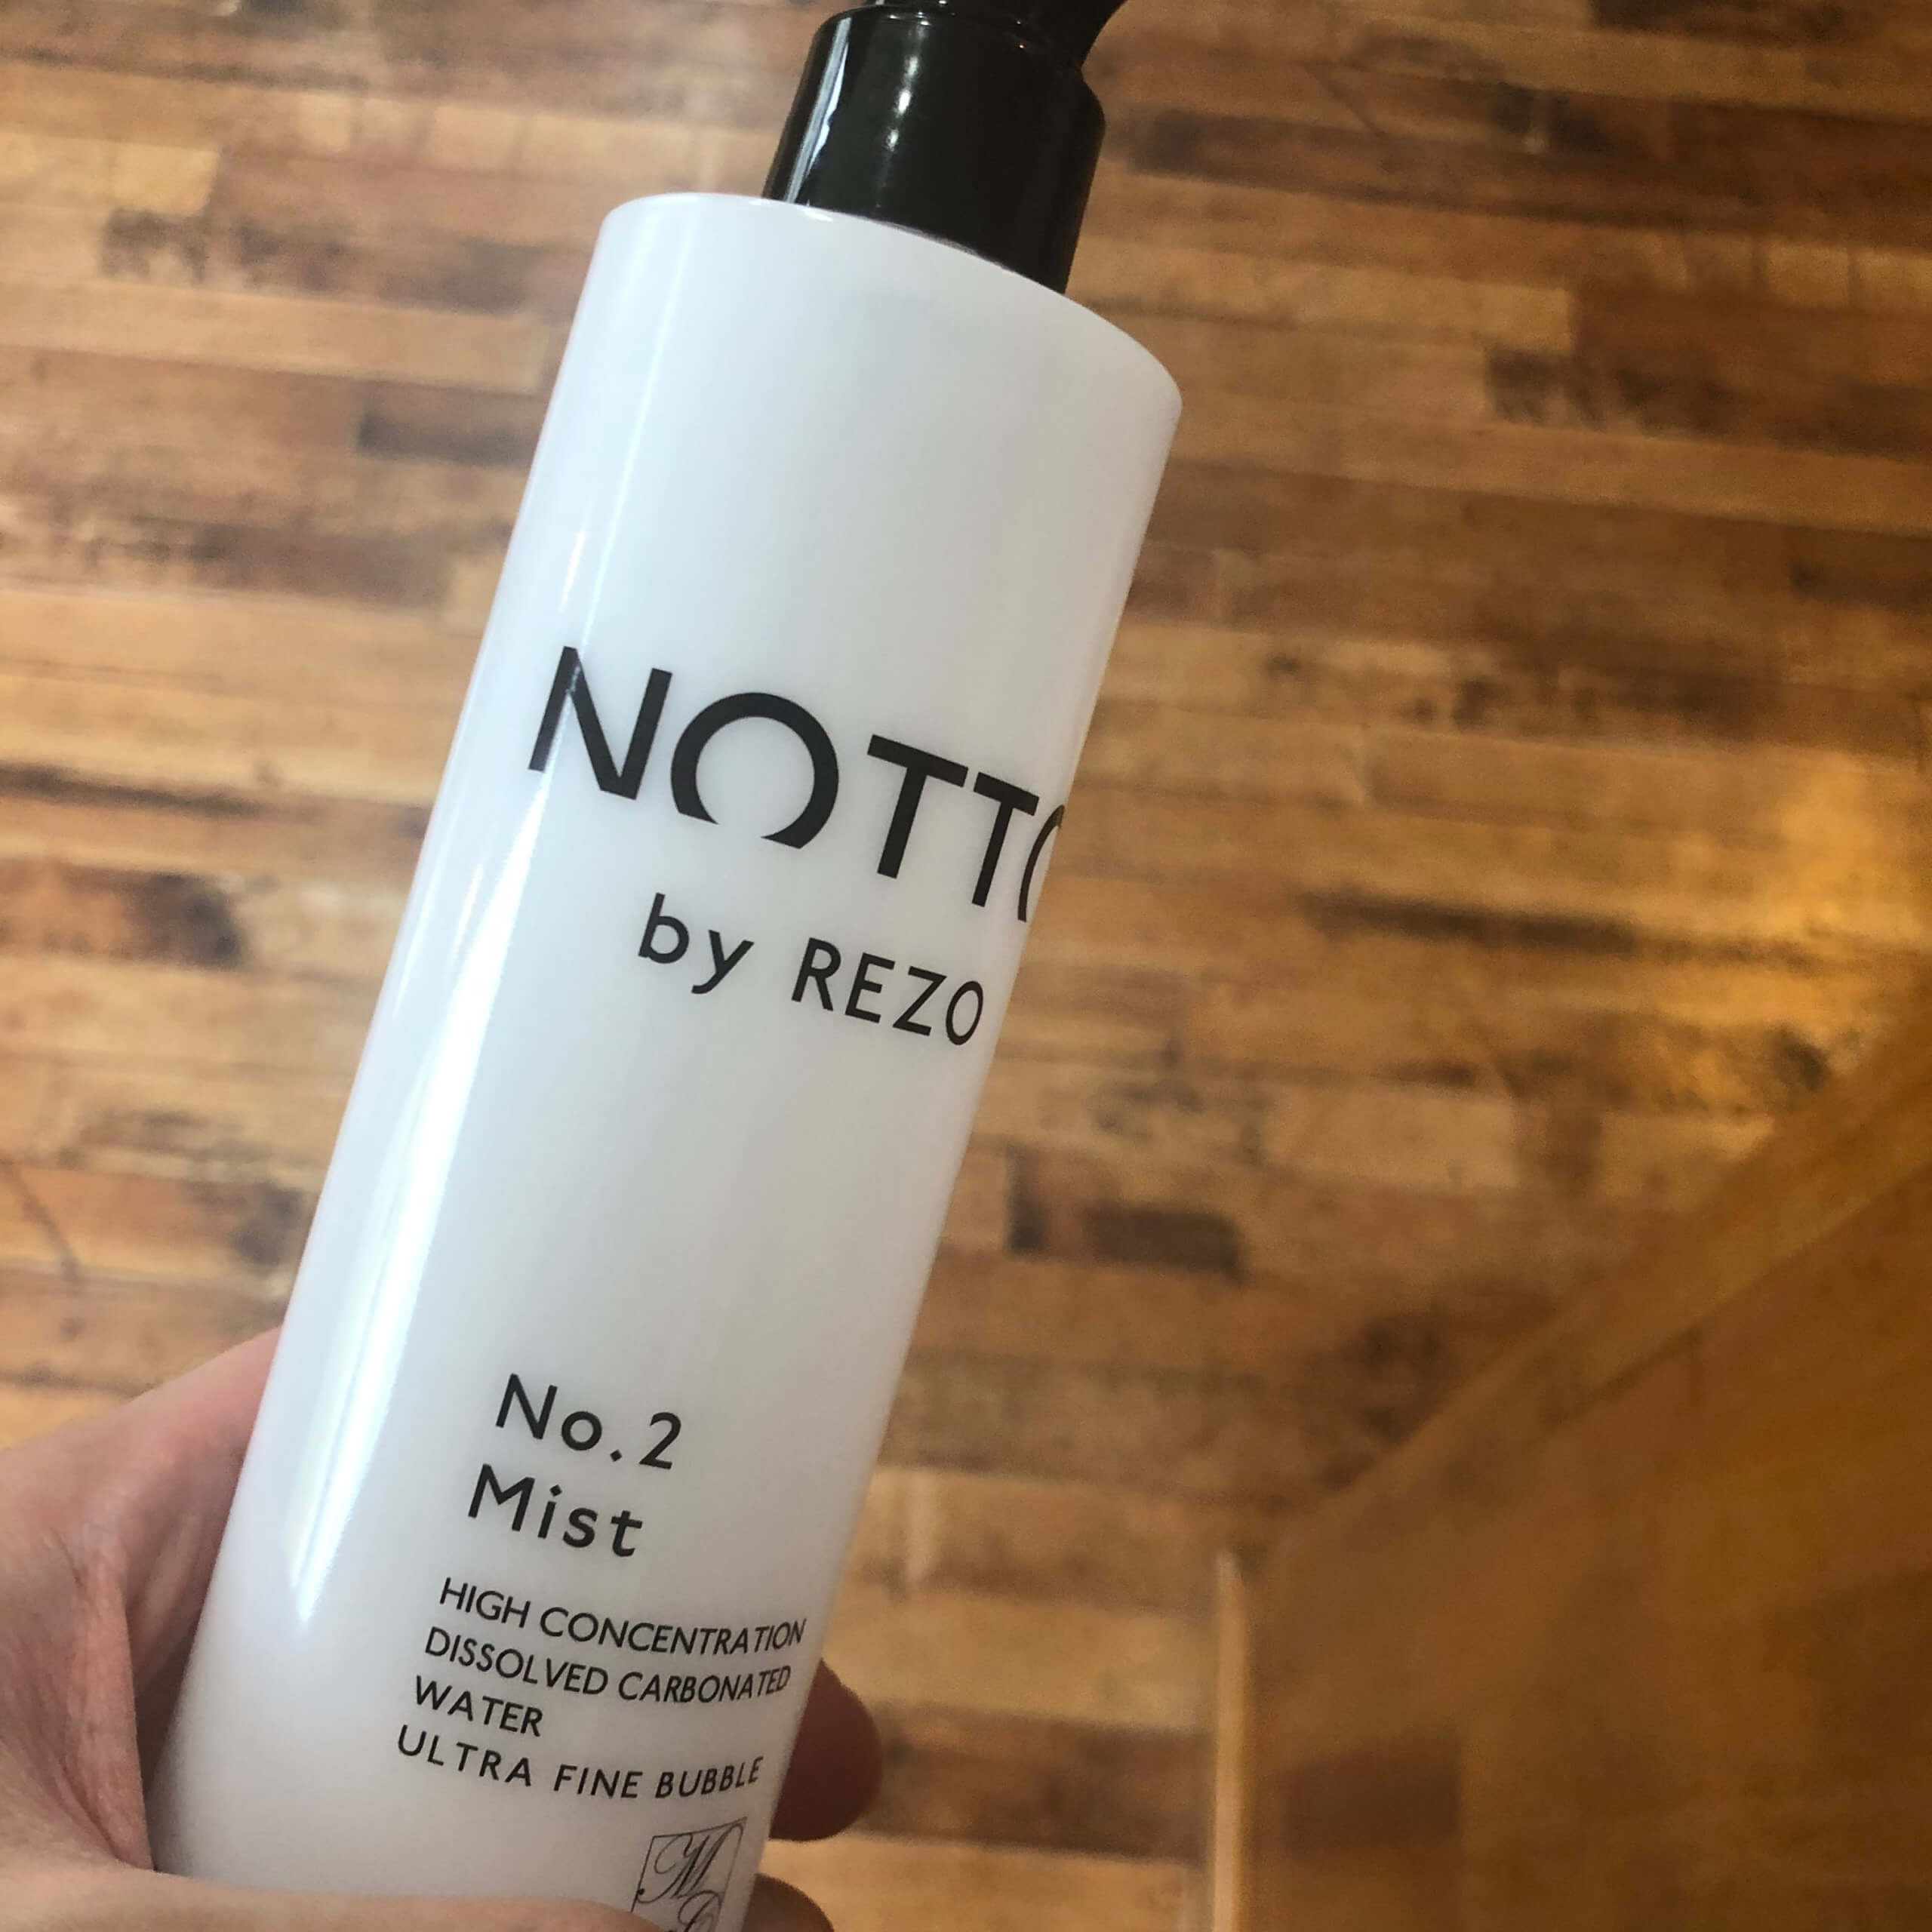 NOTTO
by REZO
No.2
Mist
HIGH CONCENTRATION
DISSOLVED CARBONATED
WATER
ULTRA FINE BUBBLE